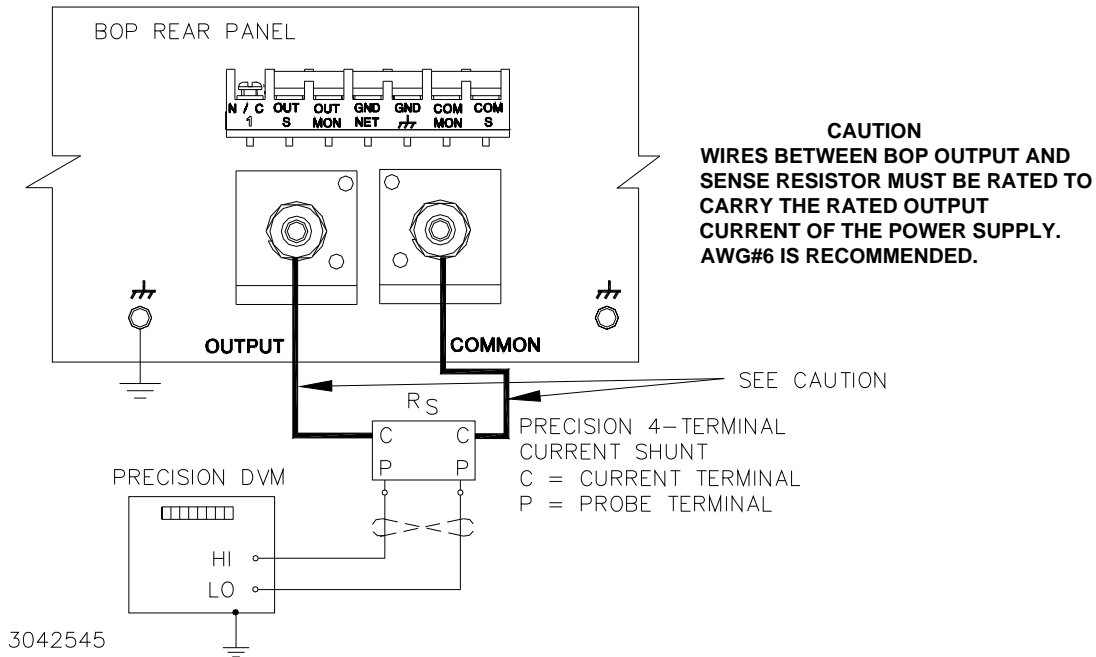 BOP REAR PANEL
N / C OUT OUT GND GND COM COM
1 S MON NET MON S
CAUTION
WIRES BETWEEN BOP OUTPUT AND
SENSE RESISTOR MUST BE RATED TO
CARRY THE RATED OUTPUT
CURRENT OF THE POWER SUPPLY.
AWG#6 IS RECOMMENDED.
OUTPUT
COMMON
SEE CAUTION
RS
C C
P P
PRECISION 4-TERMINAL
CURRENT SHUNT
C = CURRENT TERMINAL
P = PROBE TERMINAL
PRECISION DVM
HI
LO
3042545